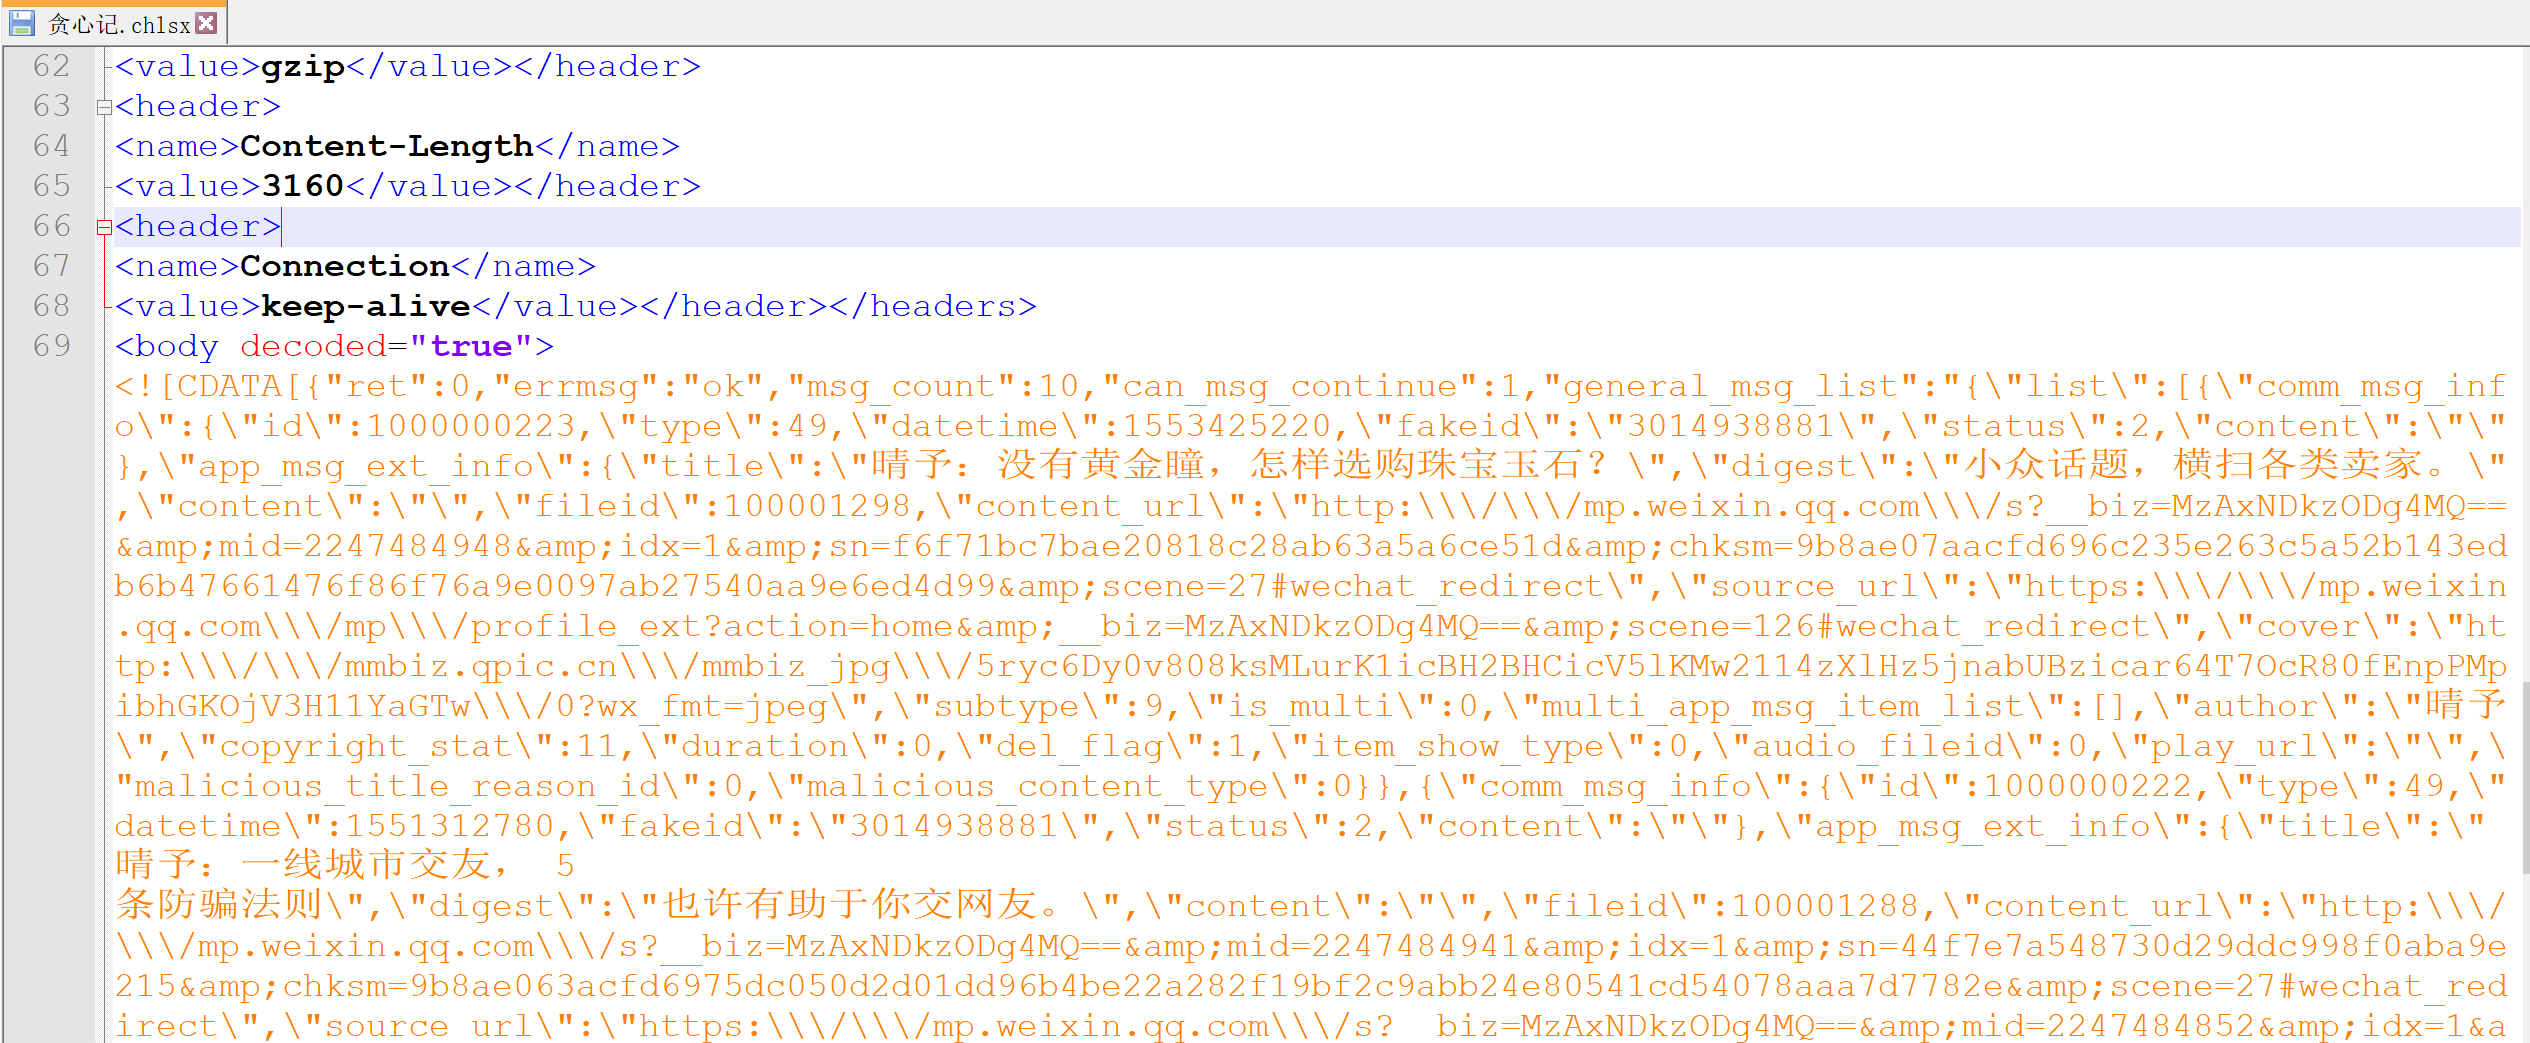 贪心记.chlsx
62 <value>gzip</value></header>
63 <header>
64 <name>Content-Length</name>
65 <value>3160</value></header>
66 <header>
67 <name>Connection</name>
68 <value>keep-alive</value></header></headers>
69 <body decoded="true">
<![CDATA[{"ret":0,"errmsg":"ok","msg_count":10,"can_msg_continue":1,"general_msg_list":"{\"list\":[{\"comm_msg_inf
o\":{\"id\":1000000223,\"type\":49,\"datetime\":1553425220,\"fakeid\":\"3014938881\",\"status\":2,\"content\":\"\"
},\"app_msg_ext_info\":{\"title\":\"晴予：没有黄金瞳，怎样选购珠宝玉石？\",\"digest\":\"小众话题，横扫各类卖家。\"
,\"content\":\"\",\"fileid\":100001298,\"content_url\":\"http:\\\/\\\/mp.weixin.qq.com\\\/s?__biz=MzAxNDkzODg4MQ==
&amp;mid=2247484948&amp;idx=1&amp;sn=f6f71bc7bae20818c28ab63a5a6ce51d&amp;chksm=9b8ae07aacfd696c235e263c5a52b143ed
b6b47661476f86f76a9e0097ab27540aa9e6ed4d99&amp;scene=27#wechat_redirect\",\"source_url\":\"https:\\\/\\\/mp.weixin
.qq.com\\\/mp\\\/profile_ext?action=home&amp;__biz=MzAxNDkzODg4MQ==&amp;scene=126#wechat_redirect\",\"cover\":\"ht
tp:\\\/\\\/mmbiz.qpic.cn\\\/mmbiz_jpg\\\/5ryc6Dy0v808ksMLurK1icBH2BHCicV5lKMw2114zXlHz5jnabUBzicar64T7OcR80fEnpPMp
ibhGKOjV3H11YaGTw\\\/0?wx_fmt=jpeg\",\"subtype\":9,\"is_multi\":0,\"multi_app_msg_item_list\":[],\"author\":\"晴予
\",\"copyright_stat\":11,\"duration\":0,\"del_flag\":1,\"item_show_type\":0,\"audio_fileid\":0,\"play_url\":\"\",\
"malicious_title_reason_id\":0,\"malicious_content_type\":0}},{\"comm_msg_info\":{\"id\":1000000222,\"type\":49,\"
datetime\":1551312780,\"fakeid\":\"3014938881\",\"status\":2,\"content\":\"\"},\"app_msg_ext_info\":{\"title\":\"
晴予：一线城市交友， 5
条防骗法则\",\"digest\":\"也许有助于你交网友。\",\"content\":\"\",\"fileid\":100001288,\"content_url\":\"http:\\\/
\\\/mp.weixin.qq.com\\\/s?__biz=MzAxNDkzODg4MQ==&amp;mid=2247484941&amp;idx=1&amp;sn=44f7e7a548730d29ddc998f0aba9e
215&amp;chksm=9b8ae063acfd6975dc050d2d01dd96b4be22a282f19bf2c9abb24e80541cd54078aaa7d7782e&amp;scene=27#wechat_red
irect\",\"source_url\":\"https:\\\/\\\/mp.weixin.qq.com\\\/s?__biz=MzAxNDkzODg4MQ==&amp;mid=2247484852&amp;idx=1&a